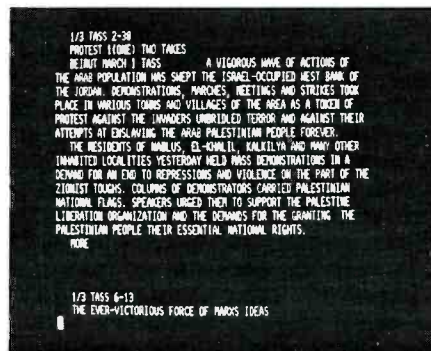 1/3 TASS 2-38
PROTEST 1(ONE) TWO TAKES
BEIRUT MARCH 1 TASS A VIGOROUS WAVE OF ACTIONS OF
THE ARAB POPULATION HAS SWEPT THE ISRAEL-OCCUPIED WEST BANK OF
THE JORDAN. DEMONSTRATIONS, MARCHES, MEETINGS AND STRIKES TOOK
PLACE IN VARIOUS TOWNS AND VILLAGES OF THE AREA AS A TOKEN OF
PROTEST AGAINST THE INVADERS UNBRIDLED TERROR AND AGAINST THEIR
ATTEMPTS AT ENSLAVING THE ARAB PALESTINIAN PEOPLE FOREVER.
THE RESIDENTS OF NABLUS, EL-KHALIL, KALKILYA AND MANY OTHER
INHABITED LOCALITIES YESTERDAY HELD MASS DEMONSTRATIONS IN A
DEMAND FOR AN END TO REPRESSIONS AND VIOLENCE ON THE PART OF THE
ZIONIST TOUGHS. COLUMNS OF DEMONSTRATORS CARRIED PALESTINIAN
NATIONAL FLAGS. SPEAKERS URGED THEM TO SUPPORT THE PALESTINE
LIBERATION ORGANIZATION AND THE DEMANDS FOR THE GRANTING THE
PALESTINIAN PEOPLE THEIR ESSENTIAL NATIONAL RIGHTS.
MORE
1/3 TASS 6-13
THE EVER-VICTORIOUS FORCE OF MARXS IDEAS